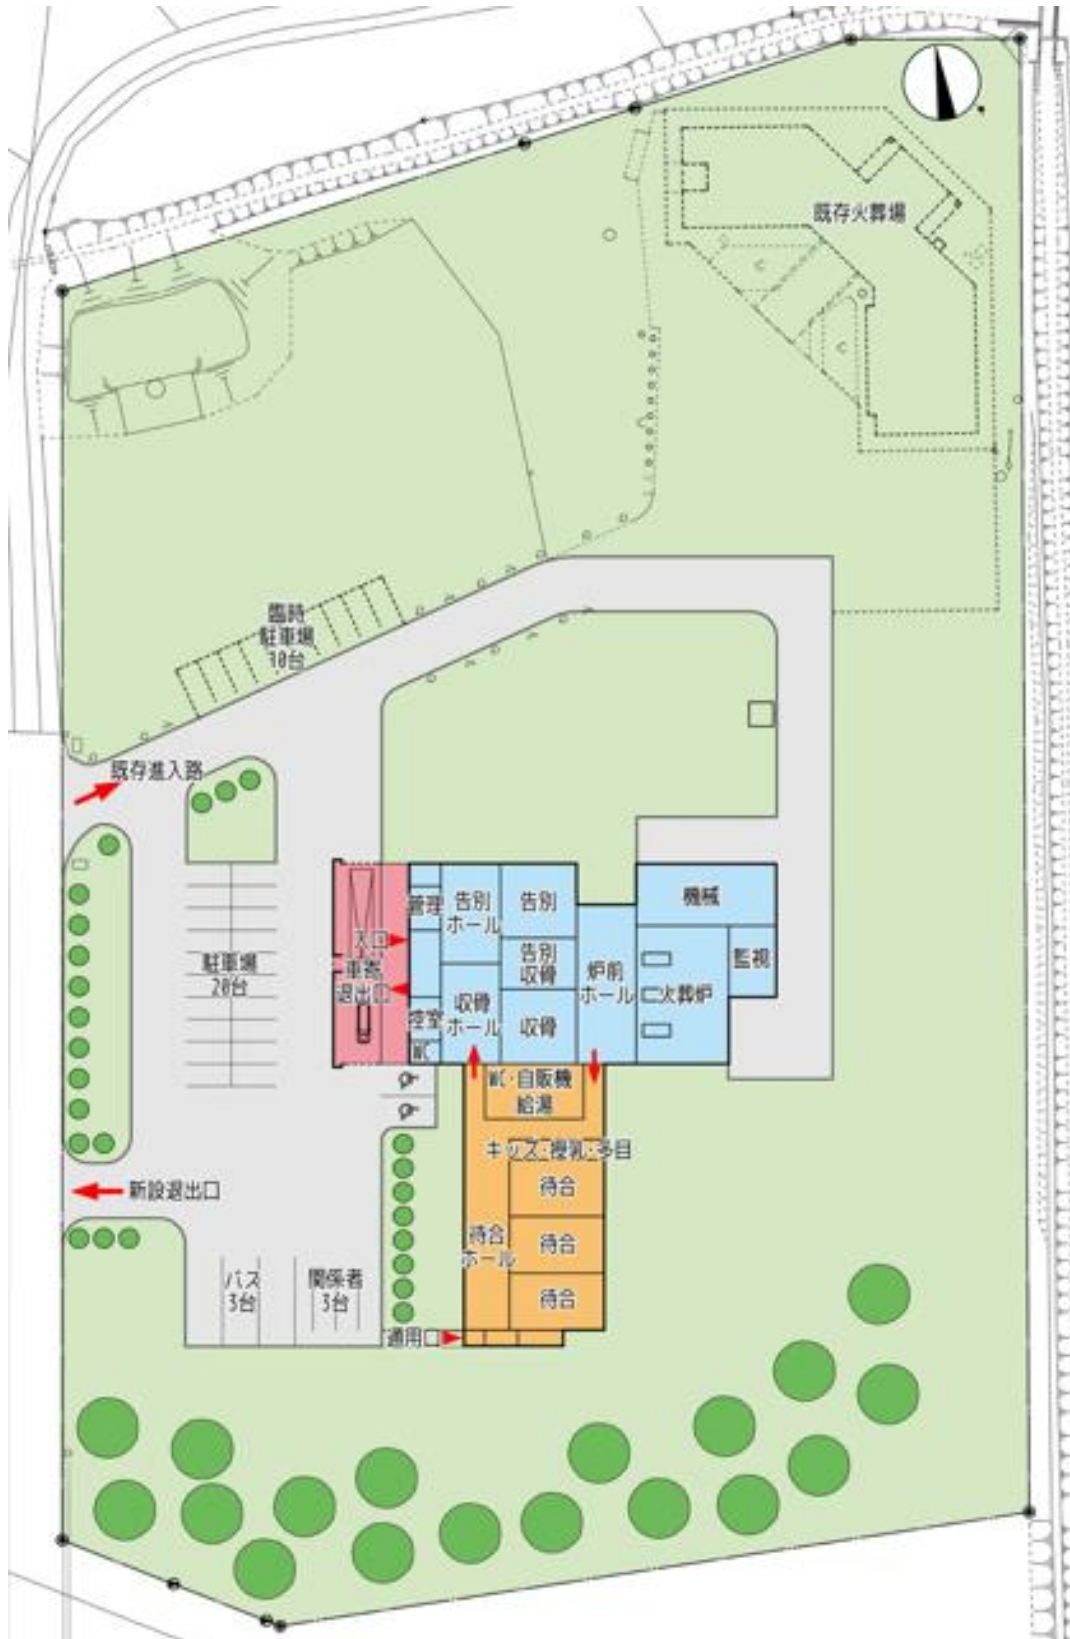 既存火葬場
臨時
駐車場
10台
既存進入路
管理
告別
ホール
告別
機械
入口
告別
収骨
監視
駐車場
20台
車寄
退出口
炉前
ホール
火葬炉
控室
収骨
ホール
収骨
WC
WC・自販機
給湯
キッズ・授乳・多目
待合
新設退出口
待合
ホール
待合
バス
3台
関係者
3台
待合
通用口